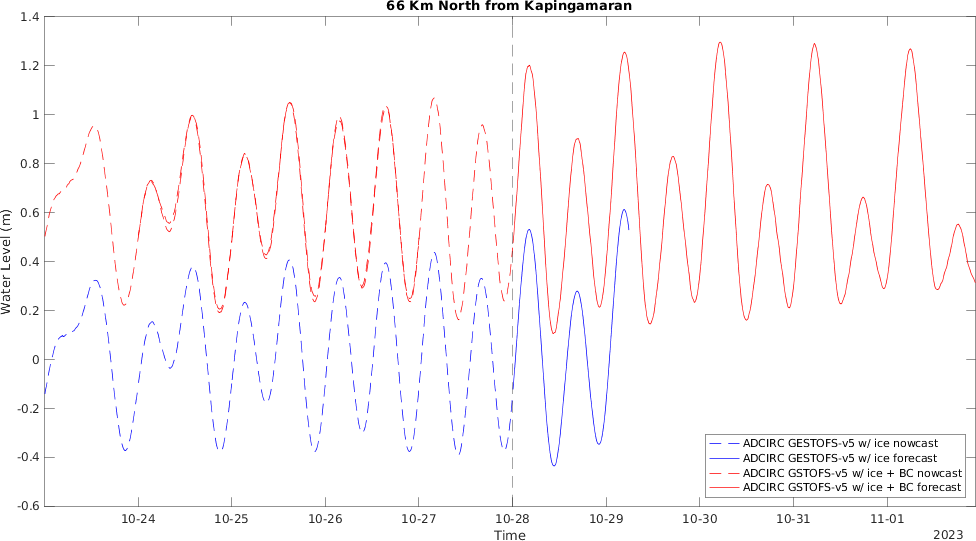 66 Km North from Kapingamaran
1.4
1.2
1
0.8
0.6
0.4
0.2
0
-0.2
-0.4
-0.6
Water Level (m)
ADCIRC GESTOFS-v5 w/ ice nowcast
ADCIRC GESTOFS-v5 w/ ice forecast
ADCIRC GSTOFS-v5 w/ ice + BC nowcast
ADCIRC GSTOFS-v5 w/ ice + BC forecast
10-24 10-25 10-26 10-27 10-28 10-29 10-30 10-31 11-01
Time
2023